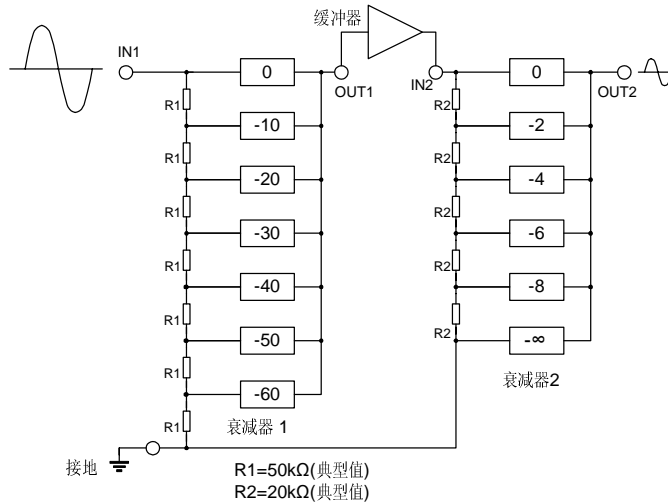 缓冲器
IN1
OUT1
IN2
OUT2
0
-10
-20
-30
-40
-50
-60
R1
R1
R1
R1
R1
R1
R1
衰减器 1
0
-2
-4
-6
-8
-∞
R2
R2
R2
R2
R2
衰减器2
接地
R1=50kΩ(典型值)
R2=20kΩ(典型值)